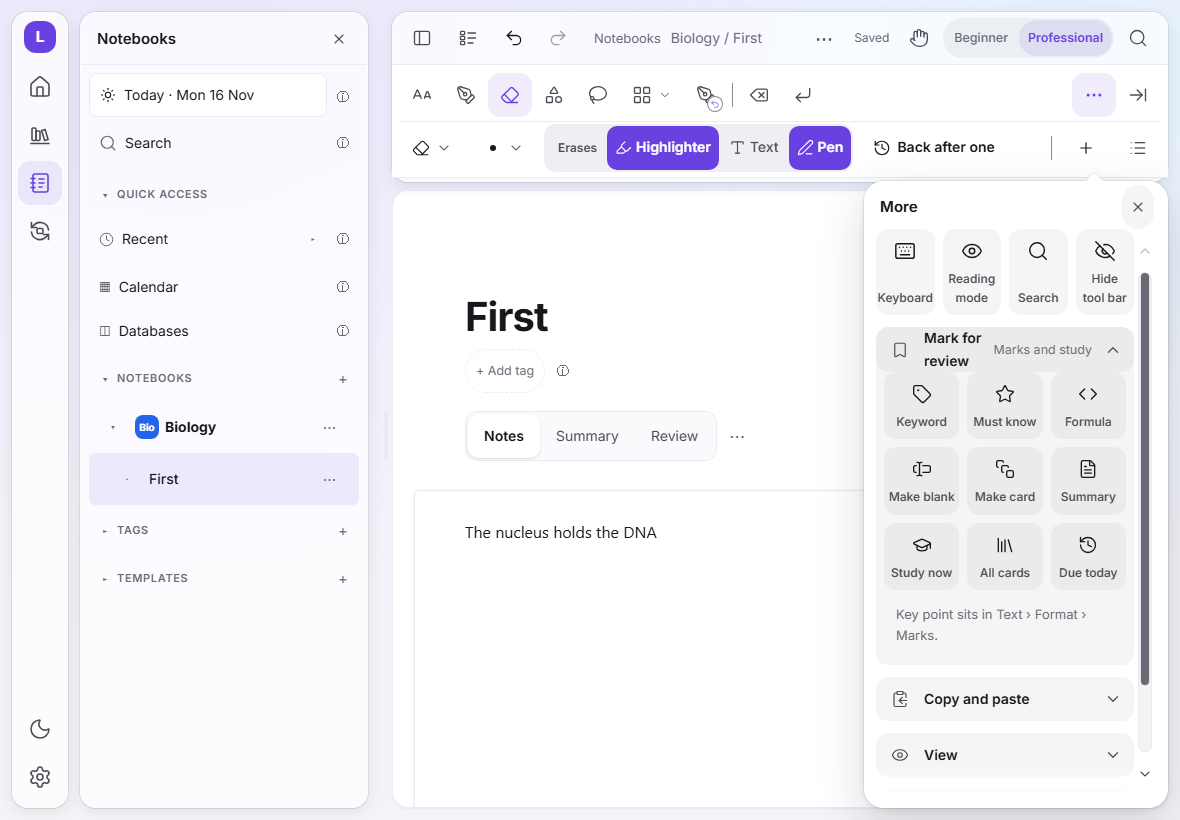 L
Notebooks
Today · Mon 16 Nov
Search
QUICK ACCESS
Recent
Calendar
Databases
NOTEBOOKS
Bio Biology
First
TAGS
TEMPLATES
Notebooks Biology / First
Saved
Beginner Professional
AA
Erases Highlighter Text Pen
Back after one
First
+ Add tag
Notes Summary Review
The nucleus holds the DNA
More
Keyboard
Reading
mode
Search
Hide
tool bar
Mark for
review
Marks and study
Keyword Must know Formula
Make blank Make card Summary
Study now All cards Due today
Key point sits in Text › Format ›
Marks.
Copy and paste
View